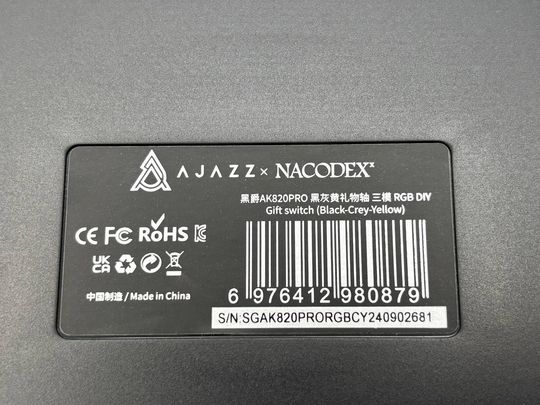 AJAZZ x NACODEX x
黑爵AK820PRO 黑灰黄礼物轴 三模 RGB DIY
Gift switch (Black-Crey-Yellow)
CE FC RoHS
UK CA
中国制造 / Made in China
6 976412 980879
S/N:SGAK820PRORGBCY240902681